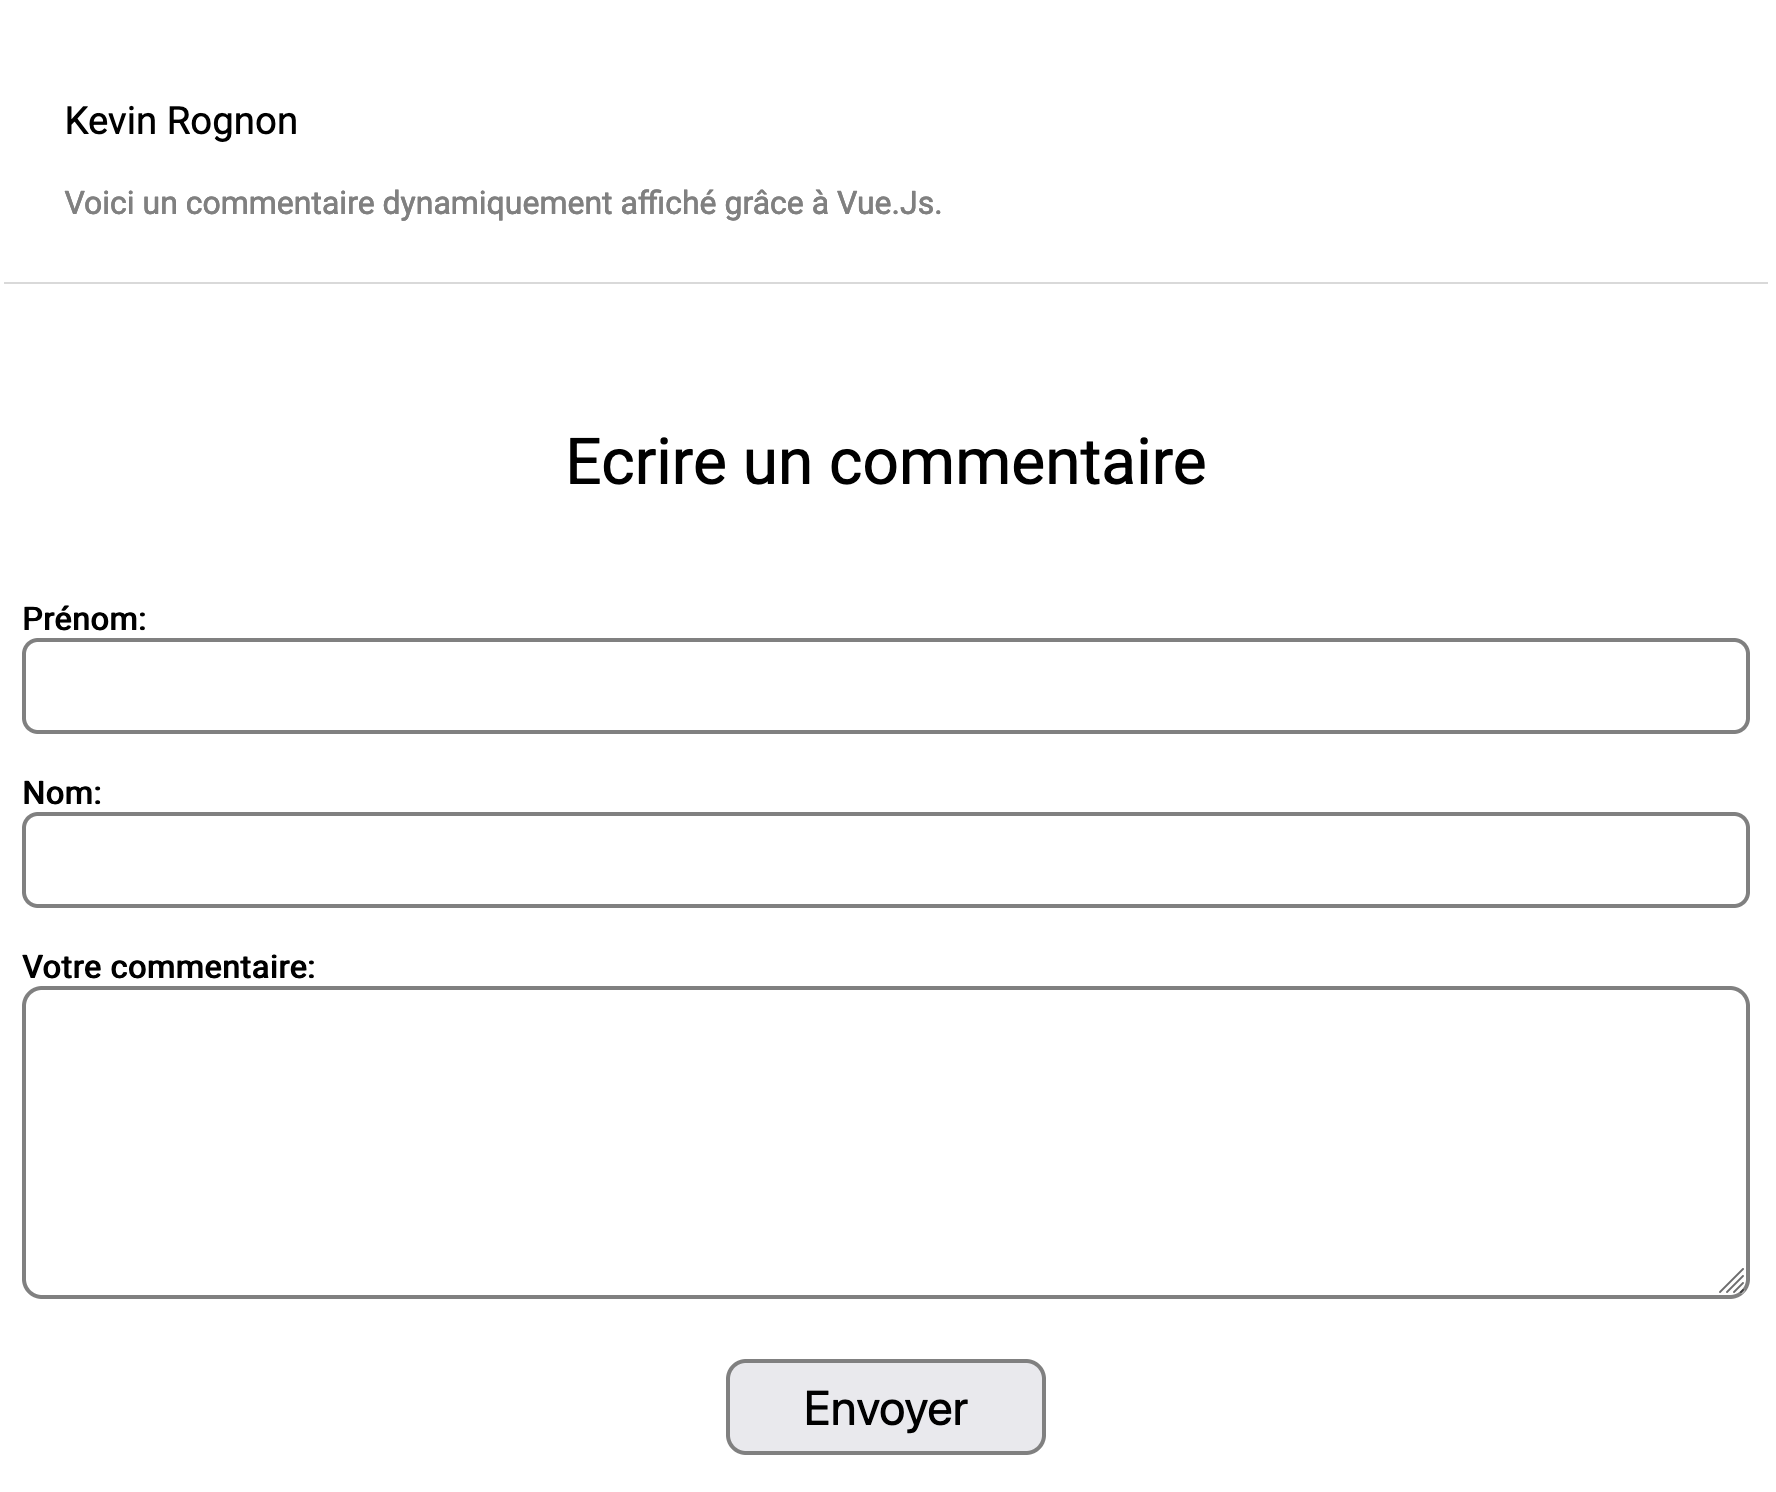 Kevin Rognon
Voici un commentaire dynamiquement affiché grâce à Vue.Js.
Ecrire un commentaire
Prénom:
Nom:
Votre commentaire:
Envoyer